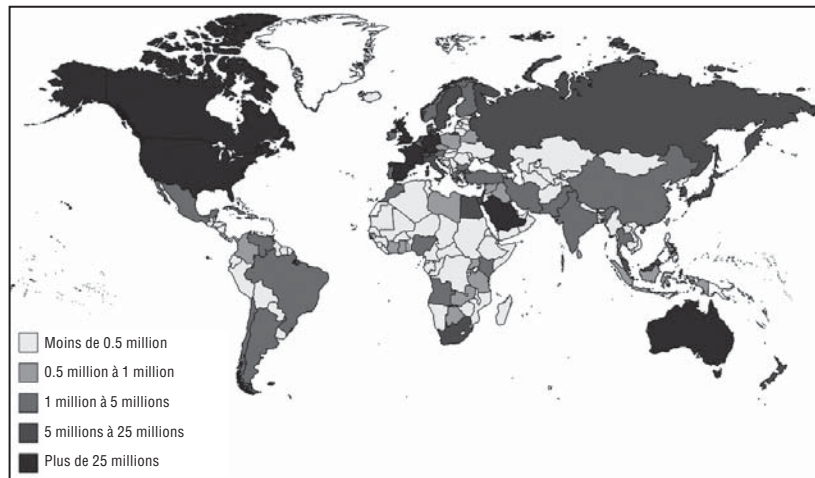 Moins de 0.5 million
0.5 million à 1 million
1 million à 5 millions
5 millions à 25 millions
Plus de 25 millions